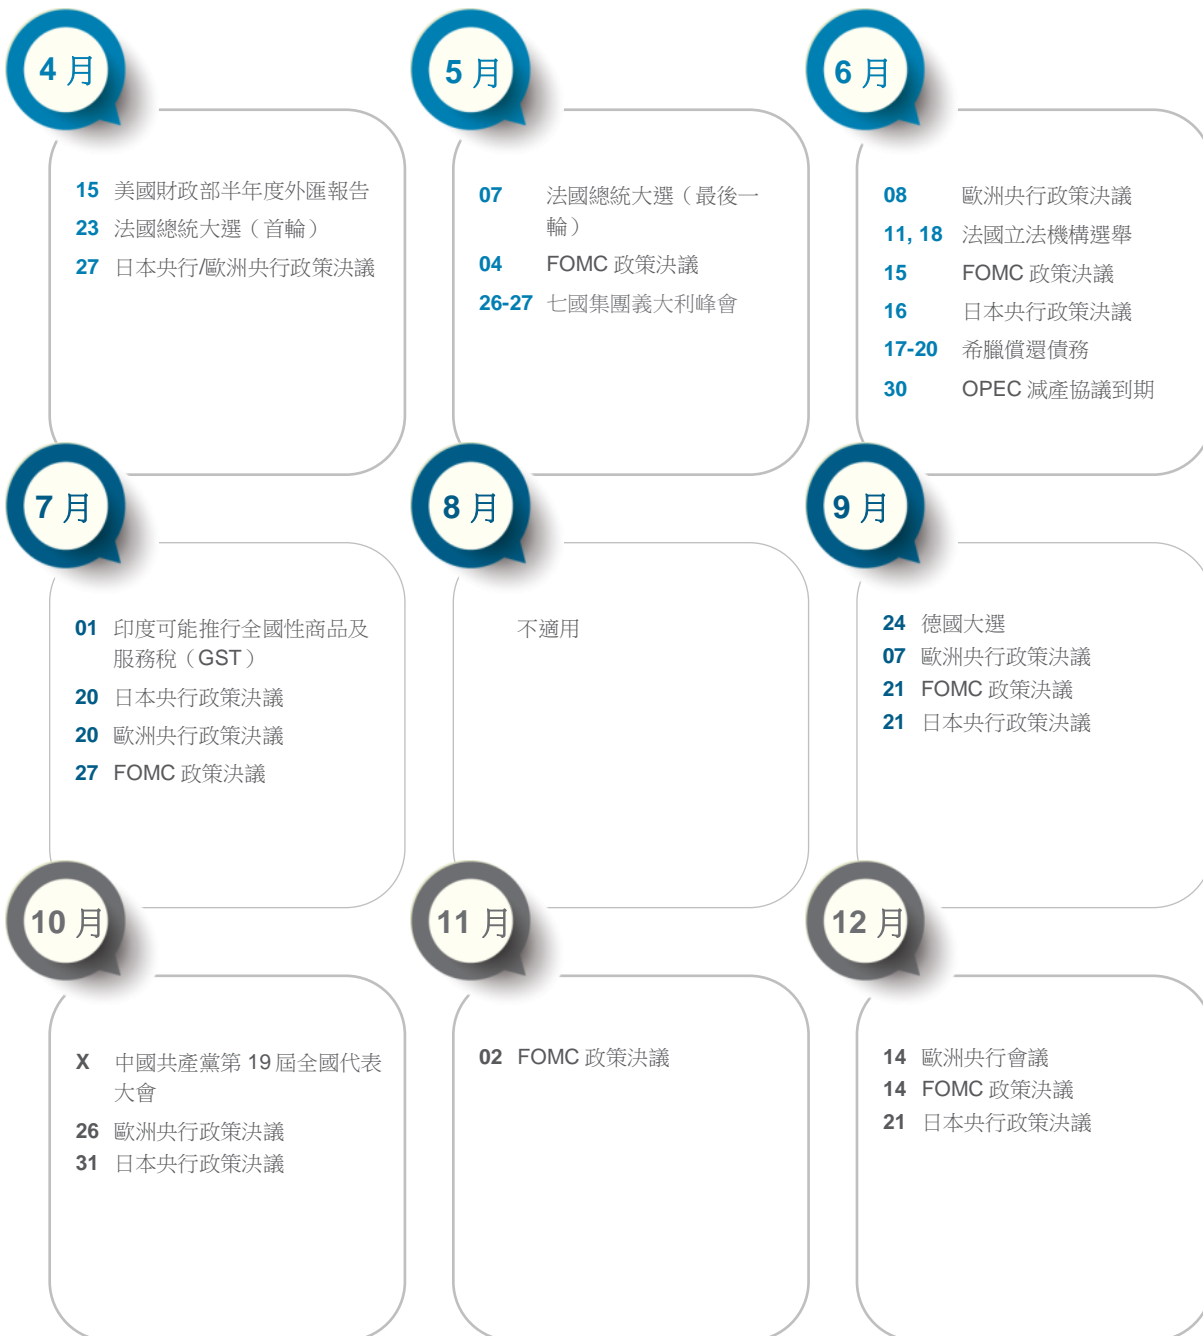 4 月
15 美國財政部半年度外匯報告
23 法國總統大選（首輪）
27 日本央行/歐洲央行政策決議
5 月
07 法國總統大選（最後一
輪）
04 FOMC 政策決議
26-27 七國集團義大利峰會
6 月
08 歐洲央行政策決議
11, 18 法國立法機構選舉
15 FOMC 政策決議
16 日本央行政策決議
17-20 希臘償還債務
30 OPEC 減產協議到期
7 月
01 印度可能推行全國性商品及
服務稅（GST）
20 日本央行政策決議
20 歐洲央行政策決議
27 FOMC 政策決議
8 月
不適用
9 月
24 德國大選
07 歐洲央行政策決議
21 FOMC 政策決議
21 日本央行政策決議
10 月
X 中國共產黨第 19 屆全國代表
大會
26 歐洲央行政策決議
31 日本央行政策決議
11 月
02 FOMC 政策決議
12 月
14 歐洲央行會議
14 FOMC 政策決議
21 日本央行政策決議